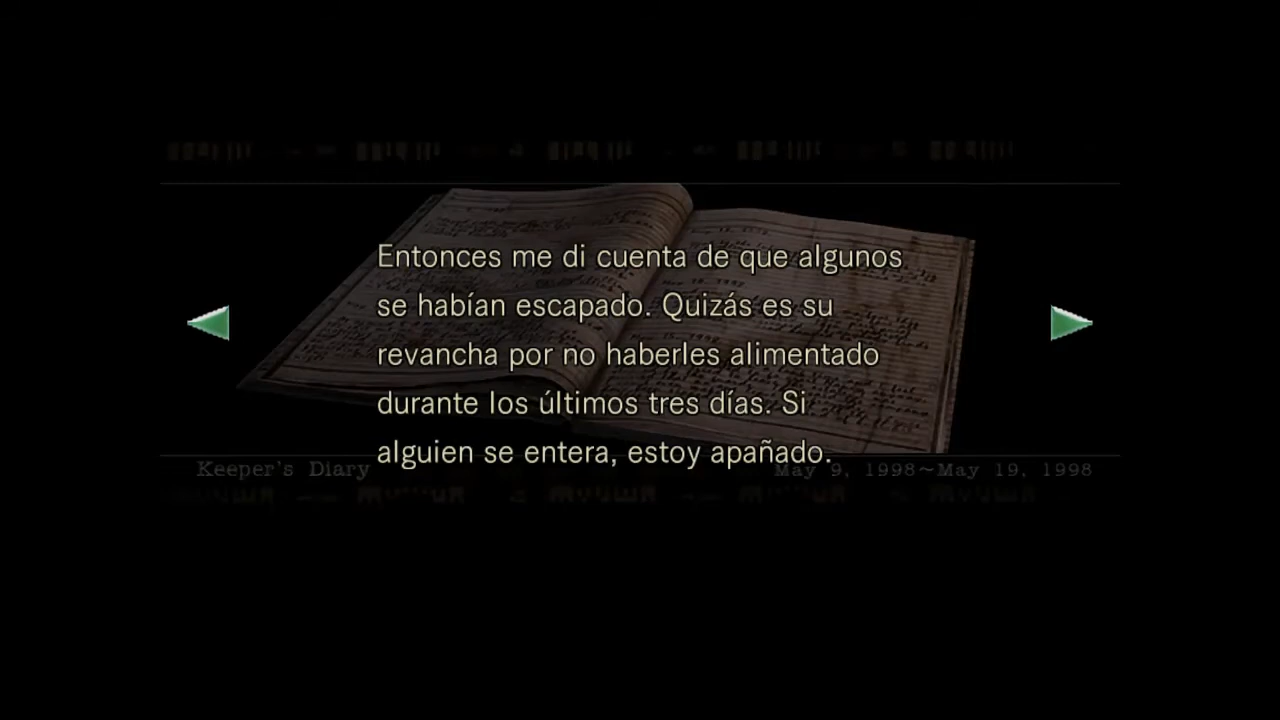 Entonces me di cuenta de que algunos
se habían escapado. Quizás es su
revancha por no haberles alimentado
durante los últimos tres días. Si
alguien se entera, estoy apañado.
Keeper's Diary
May 9, 1998~May 19, 1998